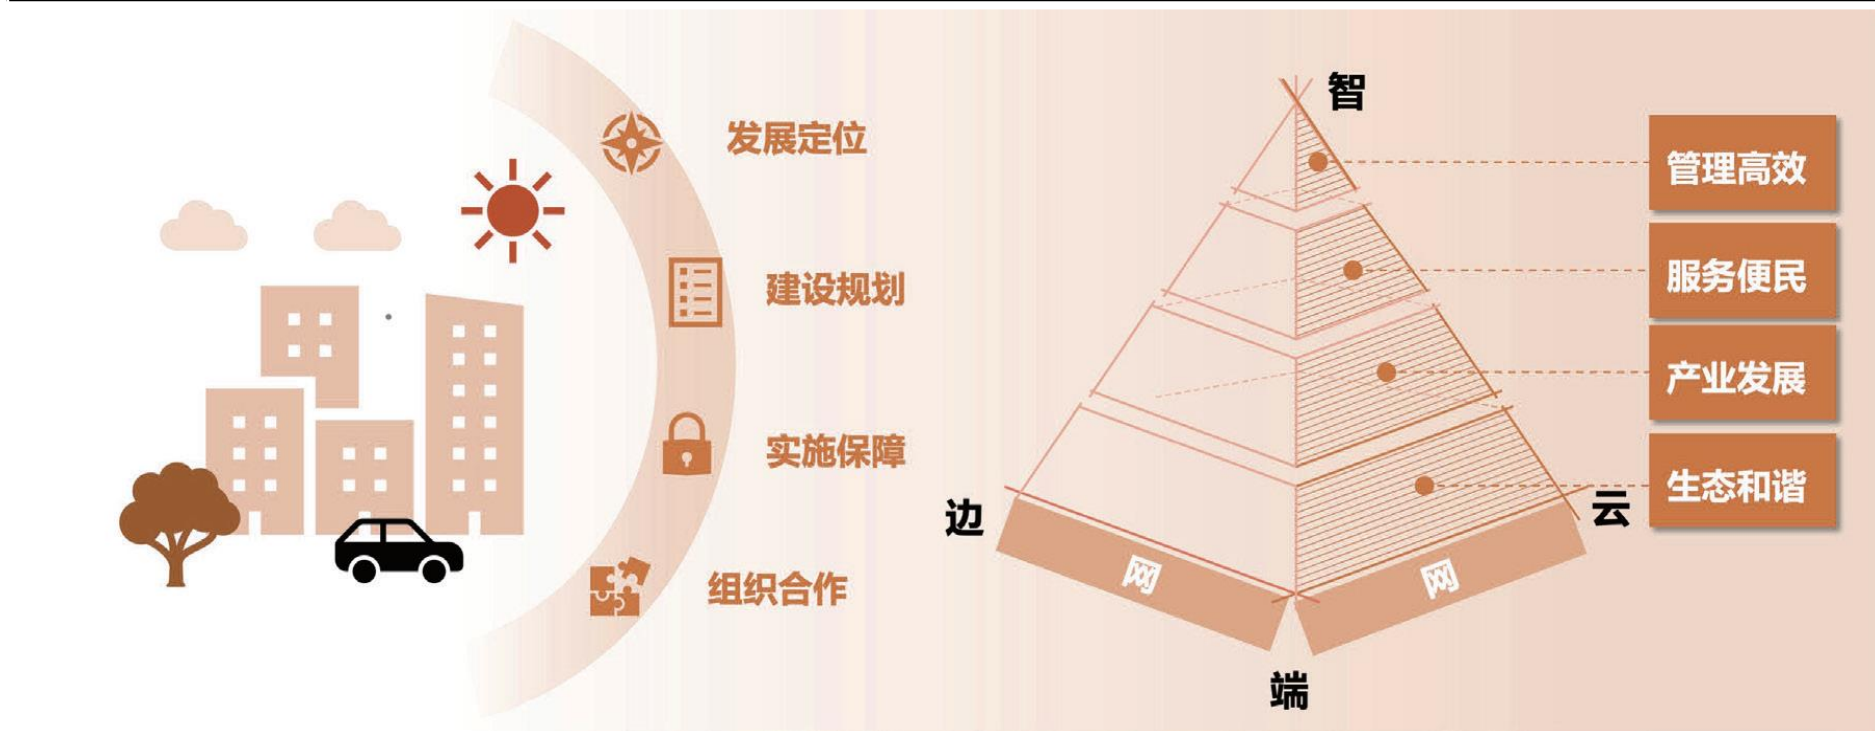 发展定位
建设规划
实施保障
组织合作
智
边
云
端
网
网
管理高效
服务便民
产业发展
生态和谐